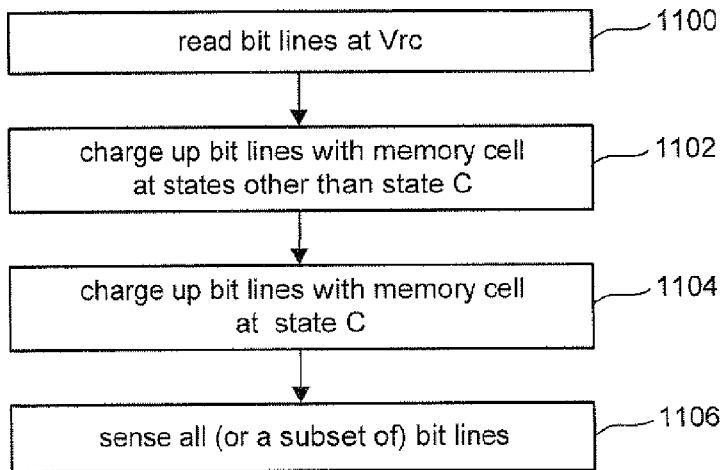 read bit lines at Vrc
1100
charge up bit lines with memory cell
at states other than state C
1102
charge up bit lines with memory cell
at state C
1104
sense all (or a subset of) bit lines
1106